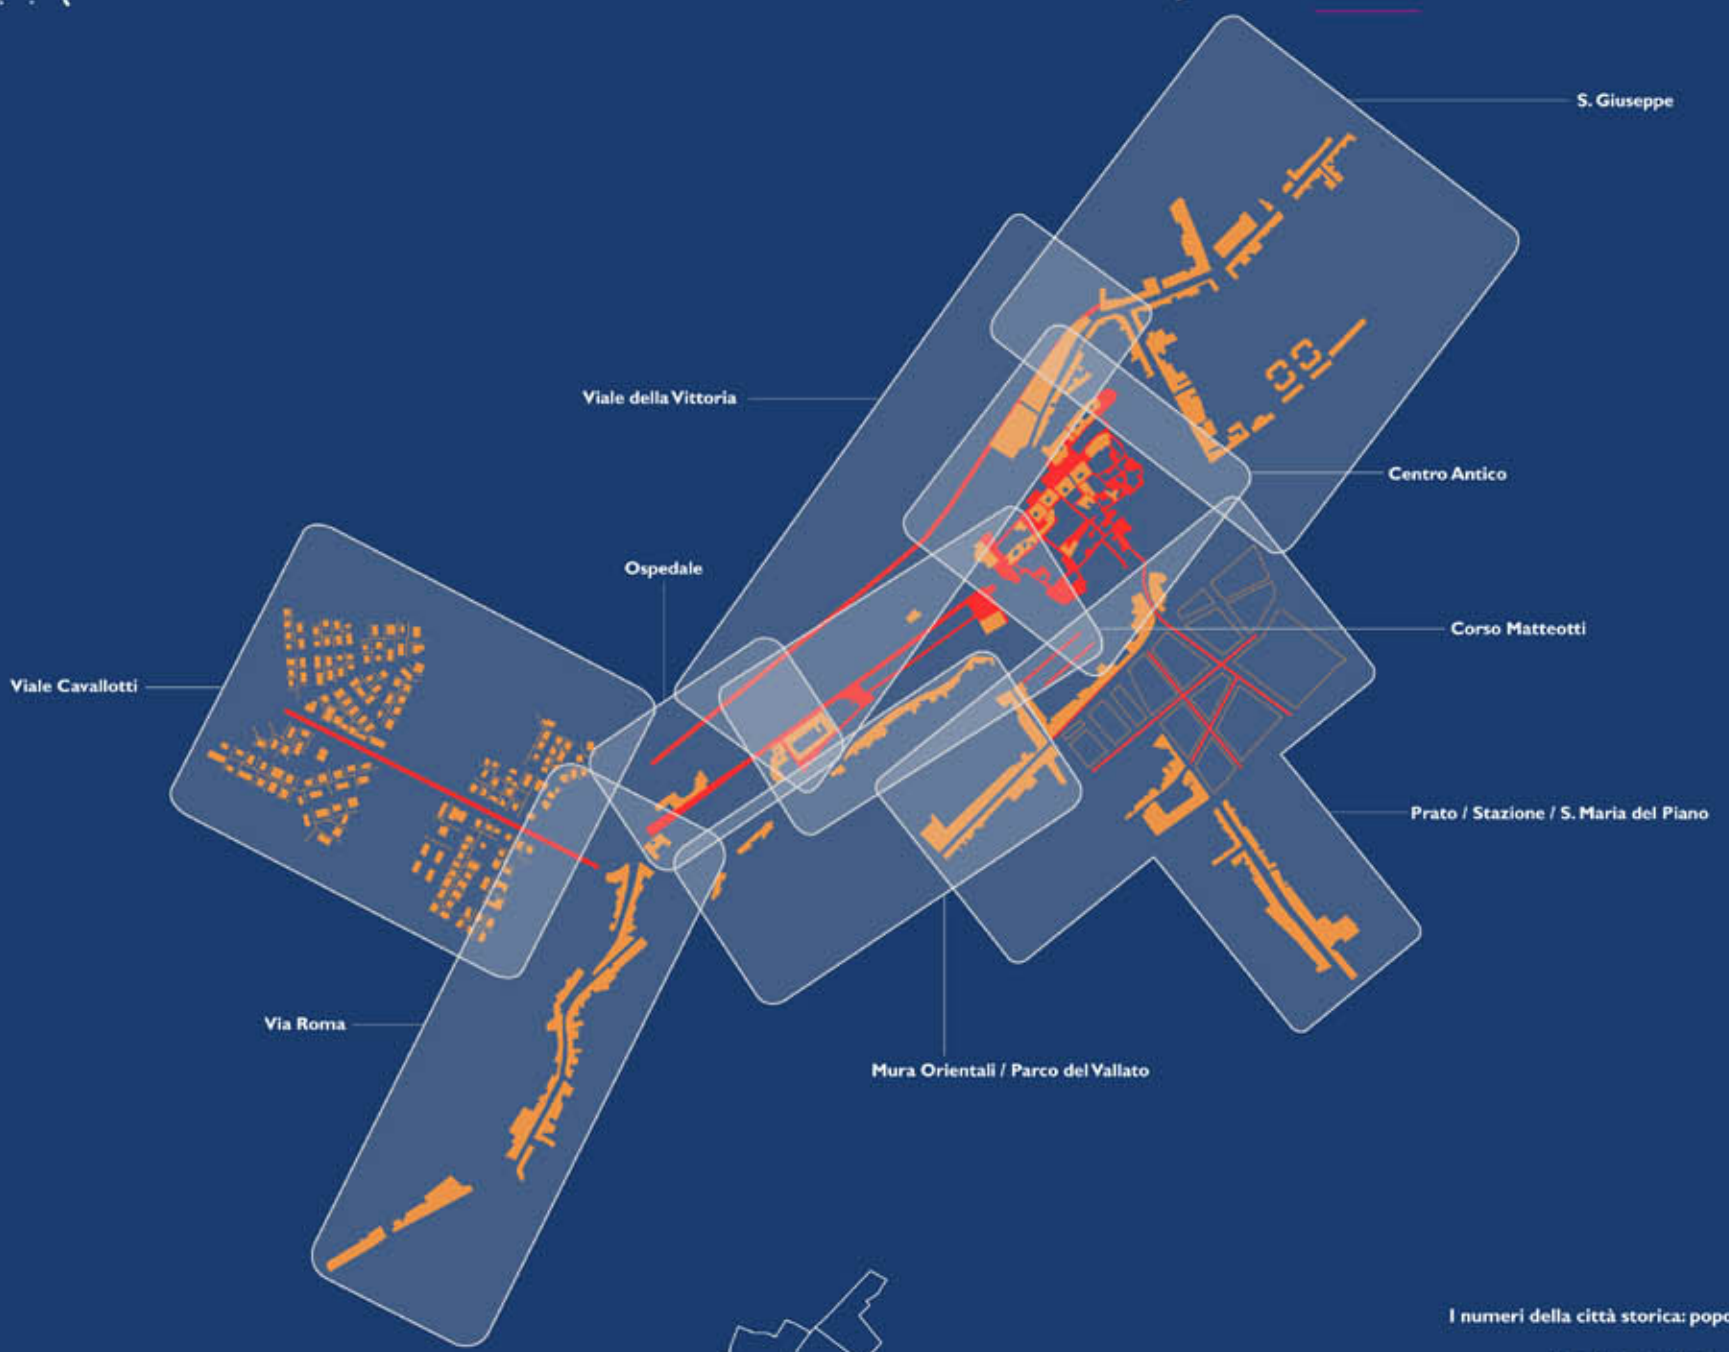 S. Giuseppe
Viale della Vittoria
Centro Antico
Ospedale
Corso Matteotti
Viale Cavallotti
Prato / Stazione / S. Maria del Piano
Via Roma
Mura Orientali / Parco del Vallato
I numeri della città storica: